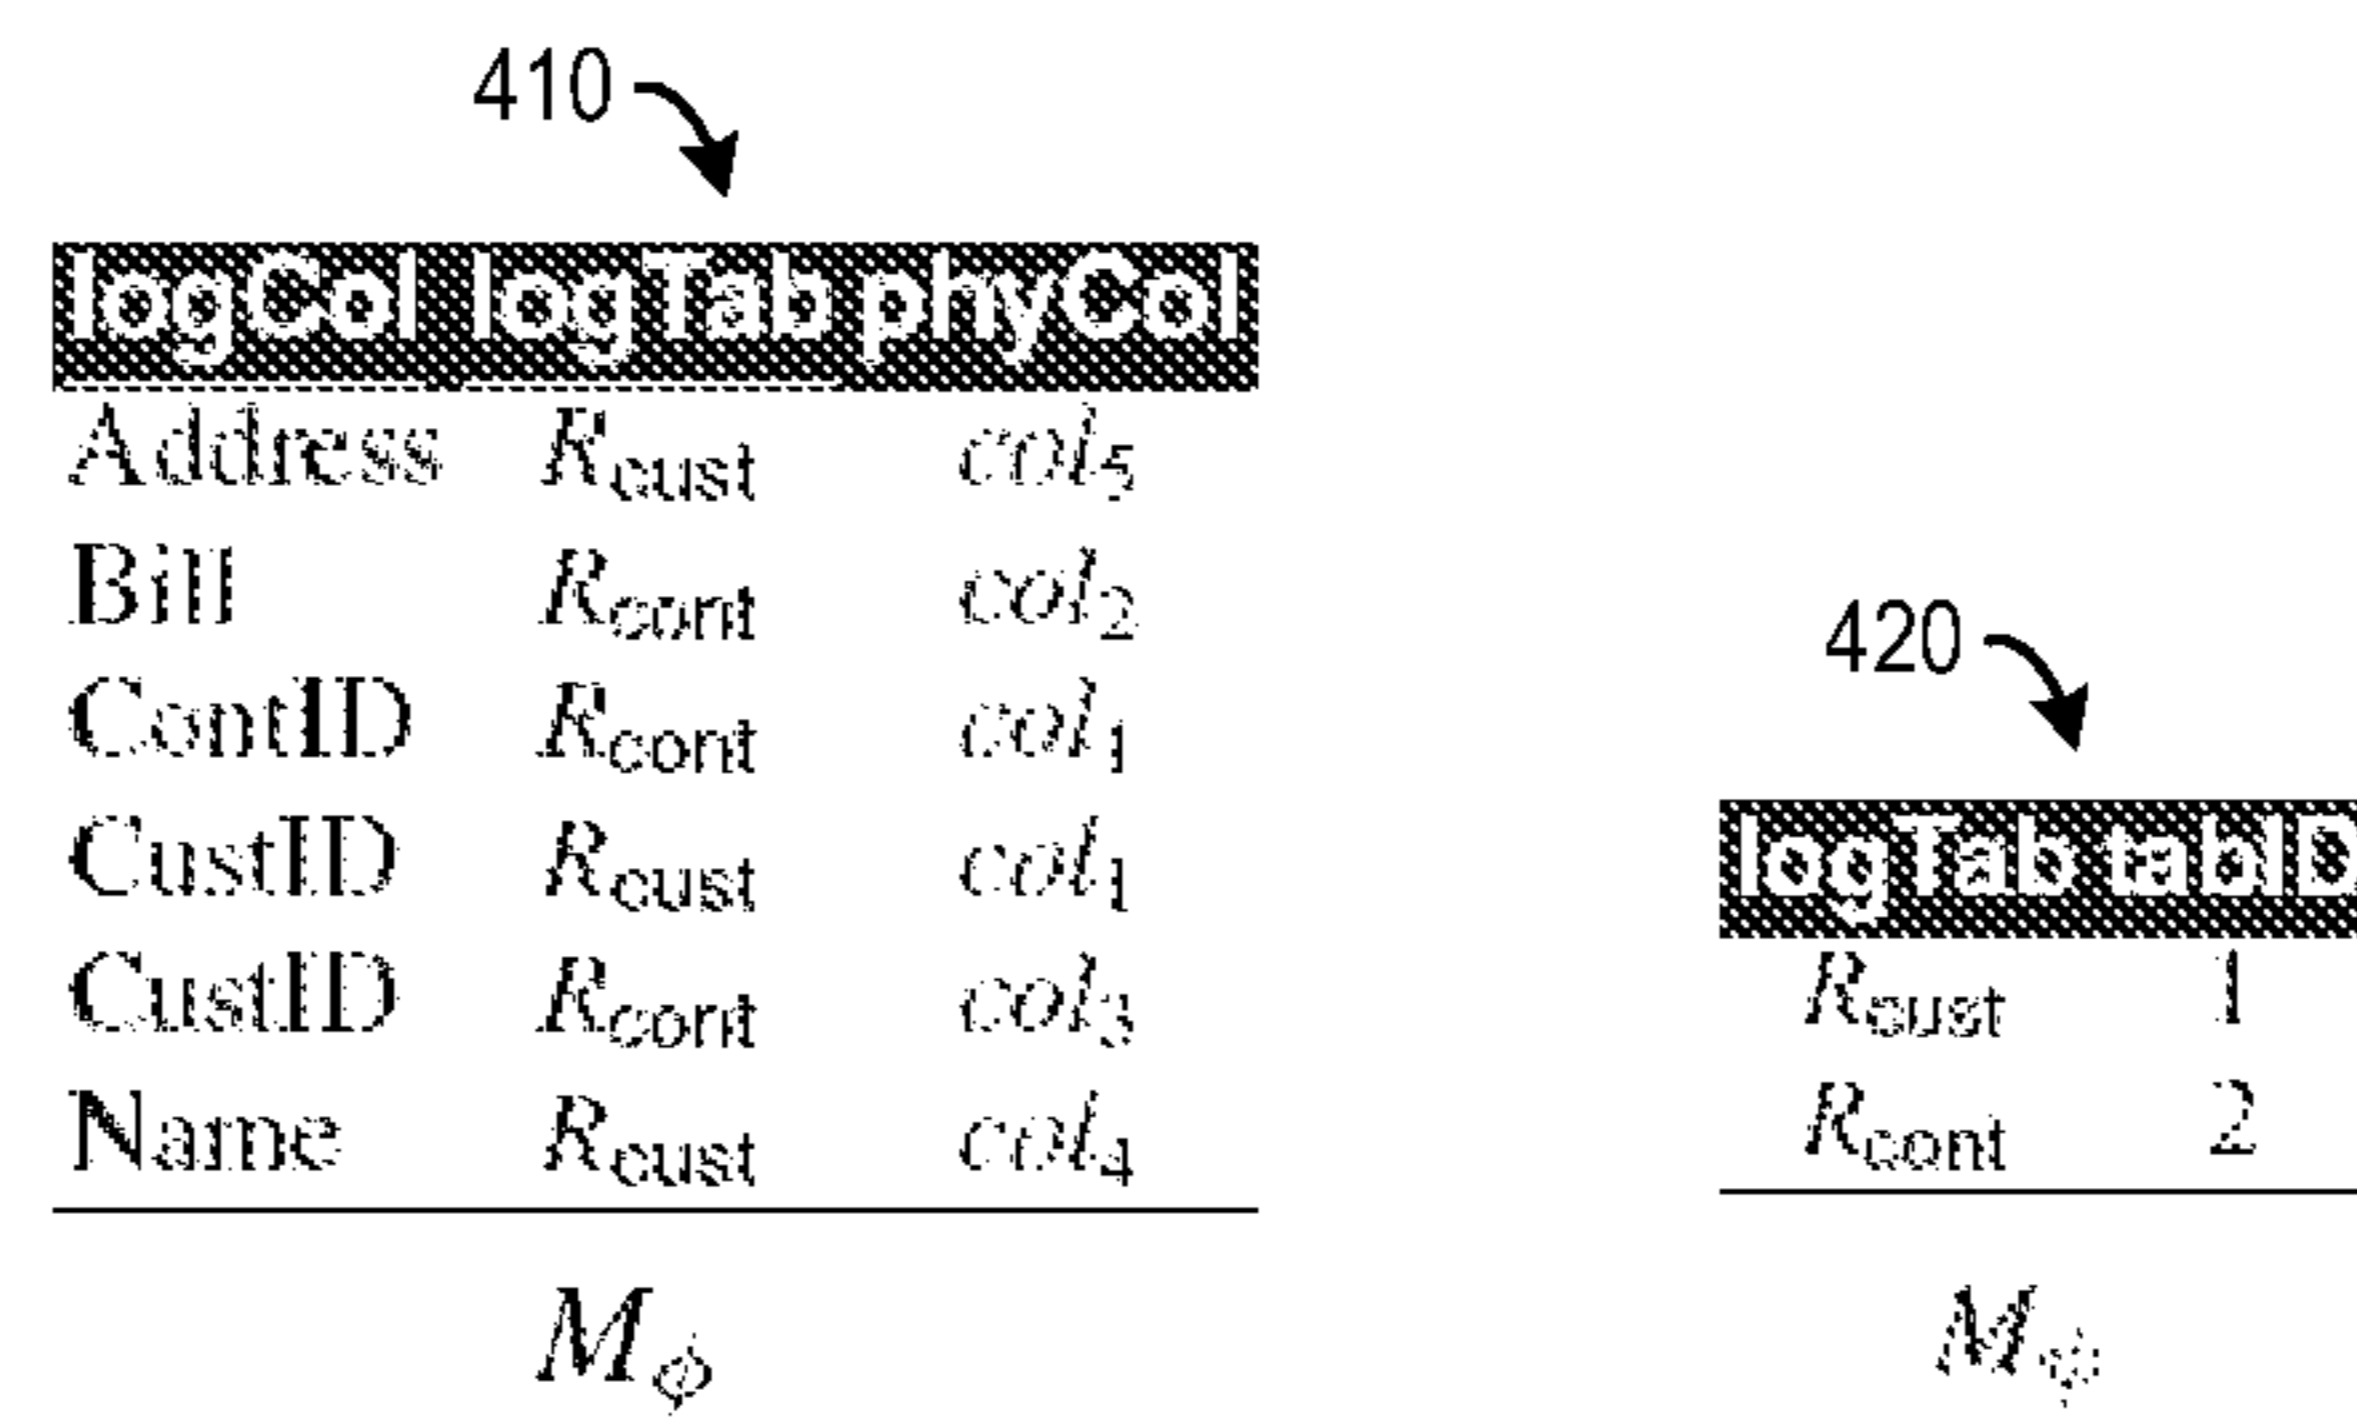 410
logCol logTab phyCol
Address R_cust col_5
Bill R_cont col_2
ContID R_cont col_1
CustID R_cust col_1
CustID R_cont col_3
Name R_cust col_4
M_ϕ
420
logTab tabID
R_cust 1
R_cont 2